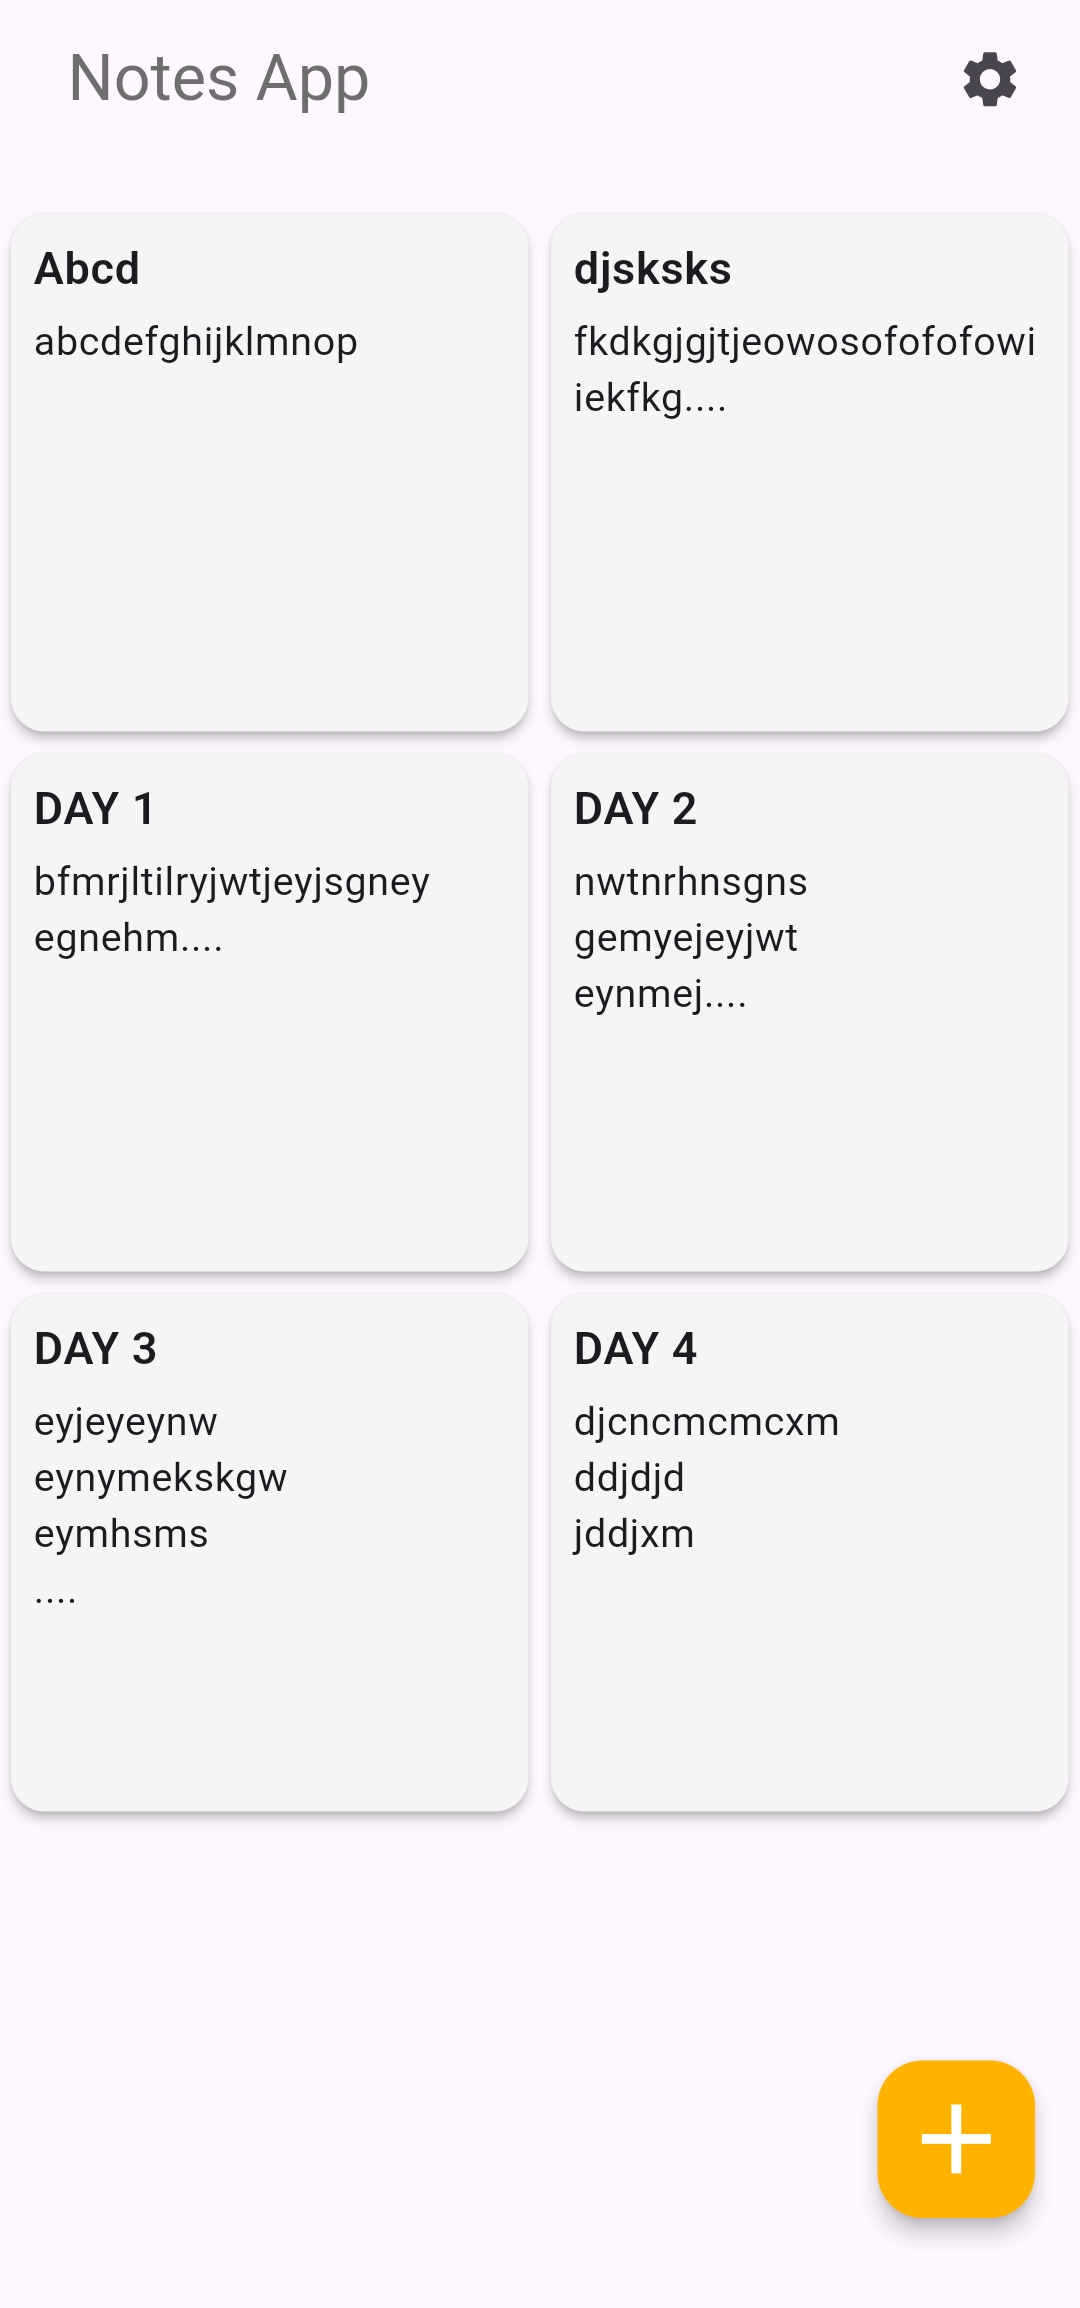 Notes App
Abcd
abcdefghijklmnop
djsksks
fkdkgjgjtjeowosofofofowi
iekfkg....
DAY 1
bfmrjltilryjwtjeyjsgney
egnehm....
DAY 2
nwtnrhnsgns
gemyejeyjwt
eynmej....
DAY 3
eyjeyeynw
eynymekskgw
eymhsms
....
DAY 4
djcncmcmcxm
ddjdjd
jddjxm